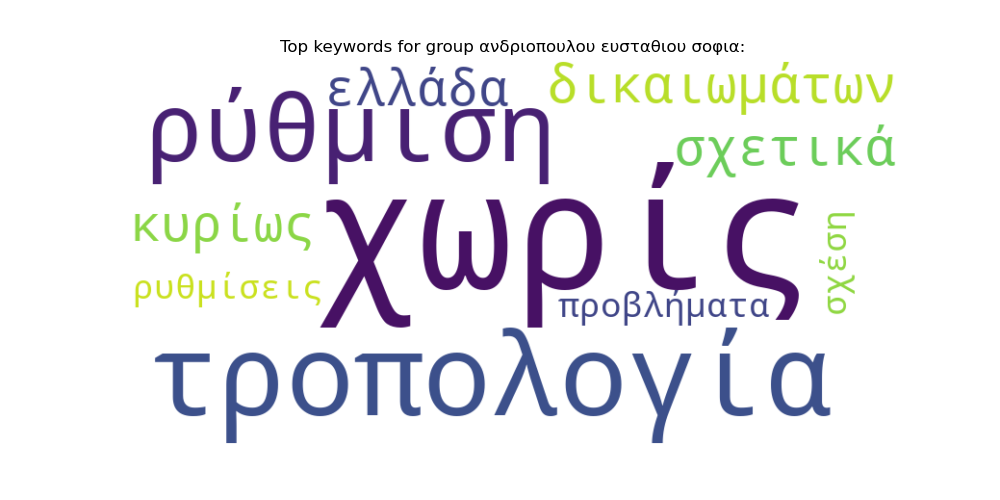 Top keywords for group ανδριοπουλου ευσταθιου σοφια:
ελλάδα
δικαιωμάτων
ρύθμιση
σχετικά
χωρίς
κυρίως
σχέση
ρυθμίσεις
προβλήματα
τροπολογία